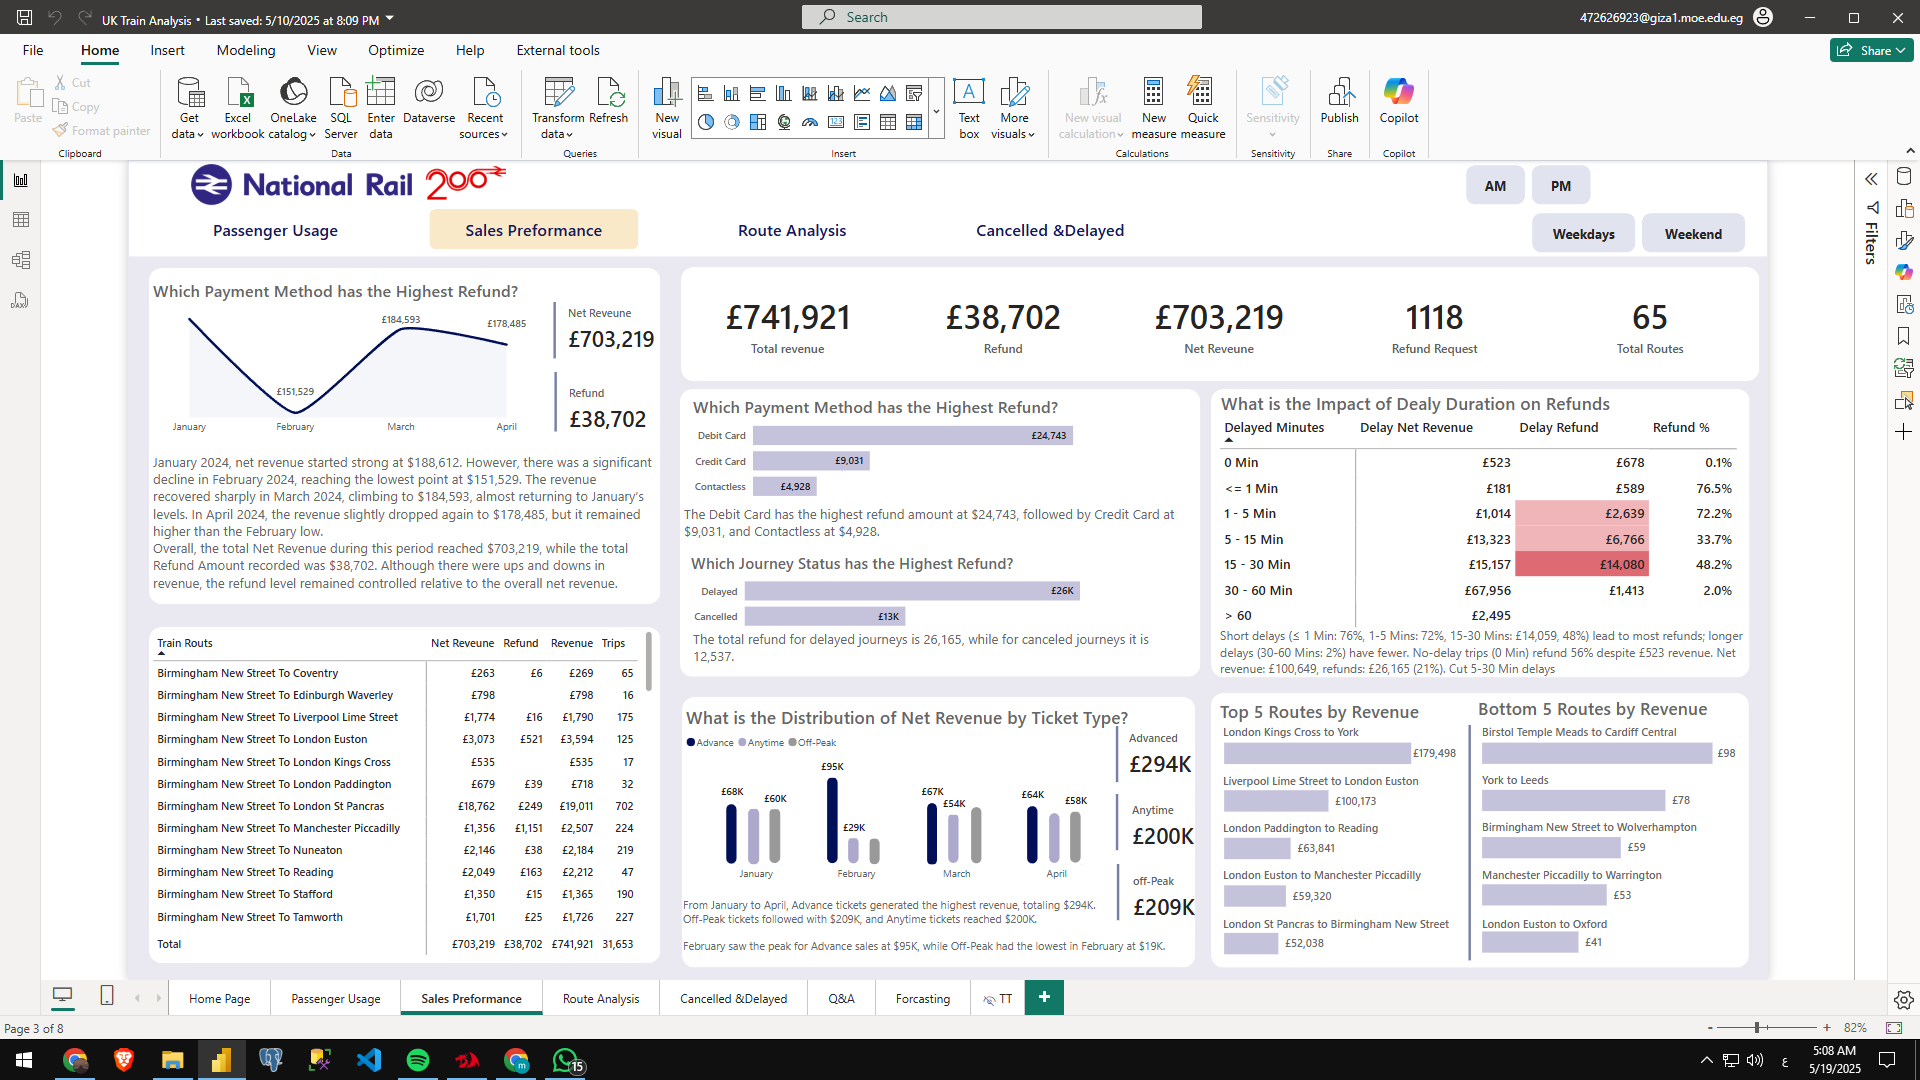 UK Train Analysis • Last saved: 5/10/2025 at 8:09 PM
Search
472626923@giza1.moe.edu.eg
File
Home
Insert
Modeling
View
Optimize
Help
External tools
Share
Paste
Cut
Copy
Format painter
Clipboard
Get data
Excel workbook
OneLake catalog
SQL Server
Enter data
Dataverse
Recent sources
Data
Transform data
Refresh
Queries
New visual
Text box
More visuals
Insert
New visual calculation
New measure
Quick measure
Calculations
Sensitivity
Sensitivity
Publish
Share
Copilot
Copilot
National Rail 200
AM
PM
Passenger Usage
Sales Preformance
Route Analysis
Cancelled &Delayed
Weekdays
Weekend
Filters
Which Payment Method has the Highest Refund?
£184,593
£178,485
£151,529
January
February
March
April
Net Reveune
£703,219
Refund
£38,702
January 2024, net revenue started strong at $188,612. However, there was a significant
decline in February 2024, reaching the lowest point at $151,529. The revenue
recovered sharply in March 2024, climbing to $184,593, almost returning to January's
levels. In April 2024, the revenue slightly dropped again to $178,485, but it remained
higher than the February low.
Overall, the total Net Revenue during this period reached $703,219, while the total
Refund Amount recorded was $38,702. Although there were ups and downs in
revenue, the refund level remained controlled relative to the overall net revenue.
£741,921
Total revenue
£38,702
Refund
£703,219
Net Reveune
1118
Refund Request
65
Total Routes
Which Payment Method has the Highest Refund?
Debit Card £24,743
Credit Card £9,031
Contactless £4,928
The Debit Card has the highest refund amount at $24,743, followed by Credit Card at
$9,031, and Contactless at $4,928.
Which Journey Status has the Highest Refund?
Delayed £26K
Cancelled £13K
The total refund for delayed journeys is 26,165, while for canceled journeys it is
12,537.
What is the Impact of Dealy Duration on Refunds
Delayed Minutes Delay Net Revenue Delay Refund Refund %
0 Min £523 £678 0.1%
<= 1 Min £181 £589 76.5%
1 - 5 Min £1,014 £2,639 72.2%
5 - 15 Min £13,323 £6,766 33.7%
15 - 30 Min £15,157 £14,080 48.2%
30 - 60 Min £67,956 £1,413 2.0%
> 60 £2,495
Short delays (≤ 1 Min: 76%, 1-5 Mins: 72%, 15-30 Mins: £14,059, 48%) lead to most refunds; longer
delays (30-60 Mins: 2%) have fewer. No-delay trips (0 Min) refund 56% despite £523 revenue. Net
revenue: £100,649, refunds: £26,165 (21%). Cut 5-30 Min delays
Train Routs Net Reveune Refund Revenue Trips
Birmingham New Street To Coventry £263 £6 £269 65
Birmingham New Street To Edinburgh Waverley £798 £798 16
Birmingham New Street To Liverpool Lime Street £1,774 £16 £1,790 175
Birmingham New Street To London Euston £3,073 £521 £3,594 125
Birmingham New Street To London Kings Cross £535 £535 17
Birmingham New Street To London Paddington £679 £39 £718 32
Birmingham New Street To London St Pancras £18,762 £249 £19,011 702
Birmingham New Street To Manchester Piccadilly £1,356 £1,151 £2,507 224
Birmingham New Street To Nuneaton £2,146 £38 £2,184 219
Birmingham New Street To Reading £2,049 £163 £2,212 47
Birmingham New Street To Stafford £1,350 £15 £1,365 190
Birmingham New Street To Tamworth £1,701 £25 £1,726 227
Total £703,219 £38,702 £741,921 31,653
What is the Distribution of Net Revenue by Ticket Type?
Advance Anytime Off-Peak
£68K
£60K
£95K
£29K
£67K
£54K
£64K
£58K
January
February
March
April
Advanced
£294K
Anytime
£200K
off-Peak
£209K
From January to April, Advance tickets generated the highest revenue, totaling $294K.
Off-Peak tickets followed with $209K, and Anytime tickets reached $200K.
February saw the peak for Advance sales at $95K, while Off-Peak had the lowest in February at $19K.
Top 5 Routes by Revenue
London Kings Cross to York
£179,498
Liverpool Lime Street to London Euston
£100,173
London Paddington to Reading
£63,841
London Euston to Manchester Piccadilly
£59,320
London St Pancras to Birmingham New Street
£52,038
Bottom 5 Routes by Revenue
Birstol Temple Meads to Cardiff Central
£98
York to Leeds
£78
Birmingham New Street to Wolverhampton
£59
Manchester Piccadilly to Warrington
£53
London Euston to Oxford
£41
Home Page
Passenger Usage
Sales Preformance
Route Analysis
Cancelled &Delayed
Q&A
Forcasting
TT
Page 3 of 8
82%
15
ع
5:08 AM
5/19/2025